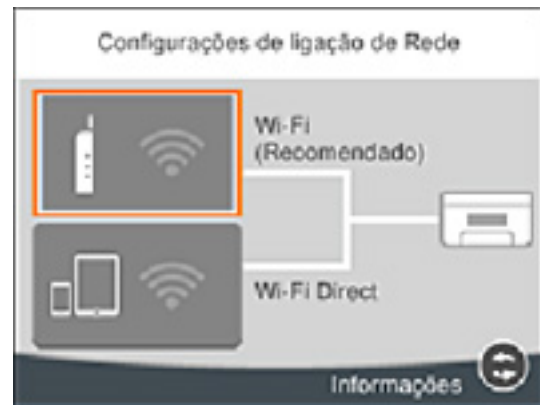 Configurações de ligação de Rede
Wi-Fi
(Recomendado)
Wi-Fi Direct
Informações